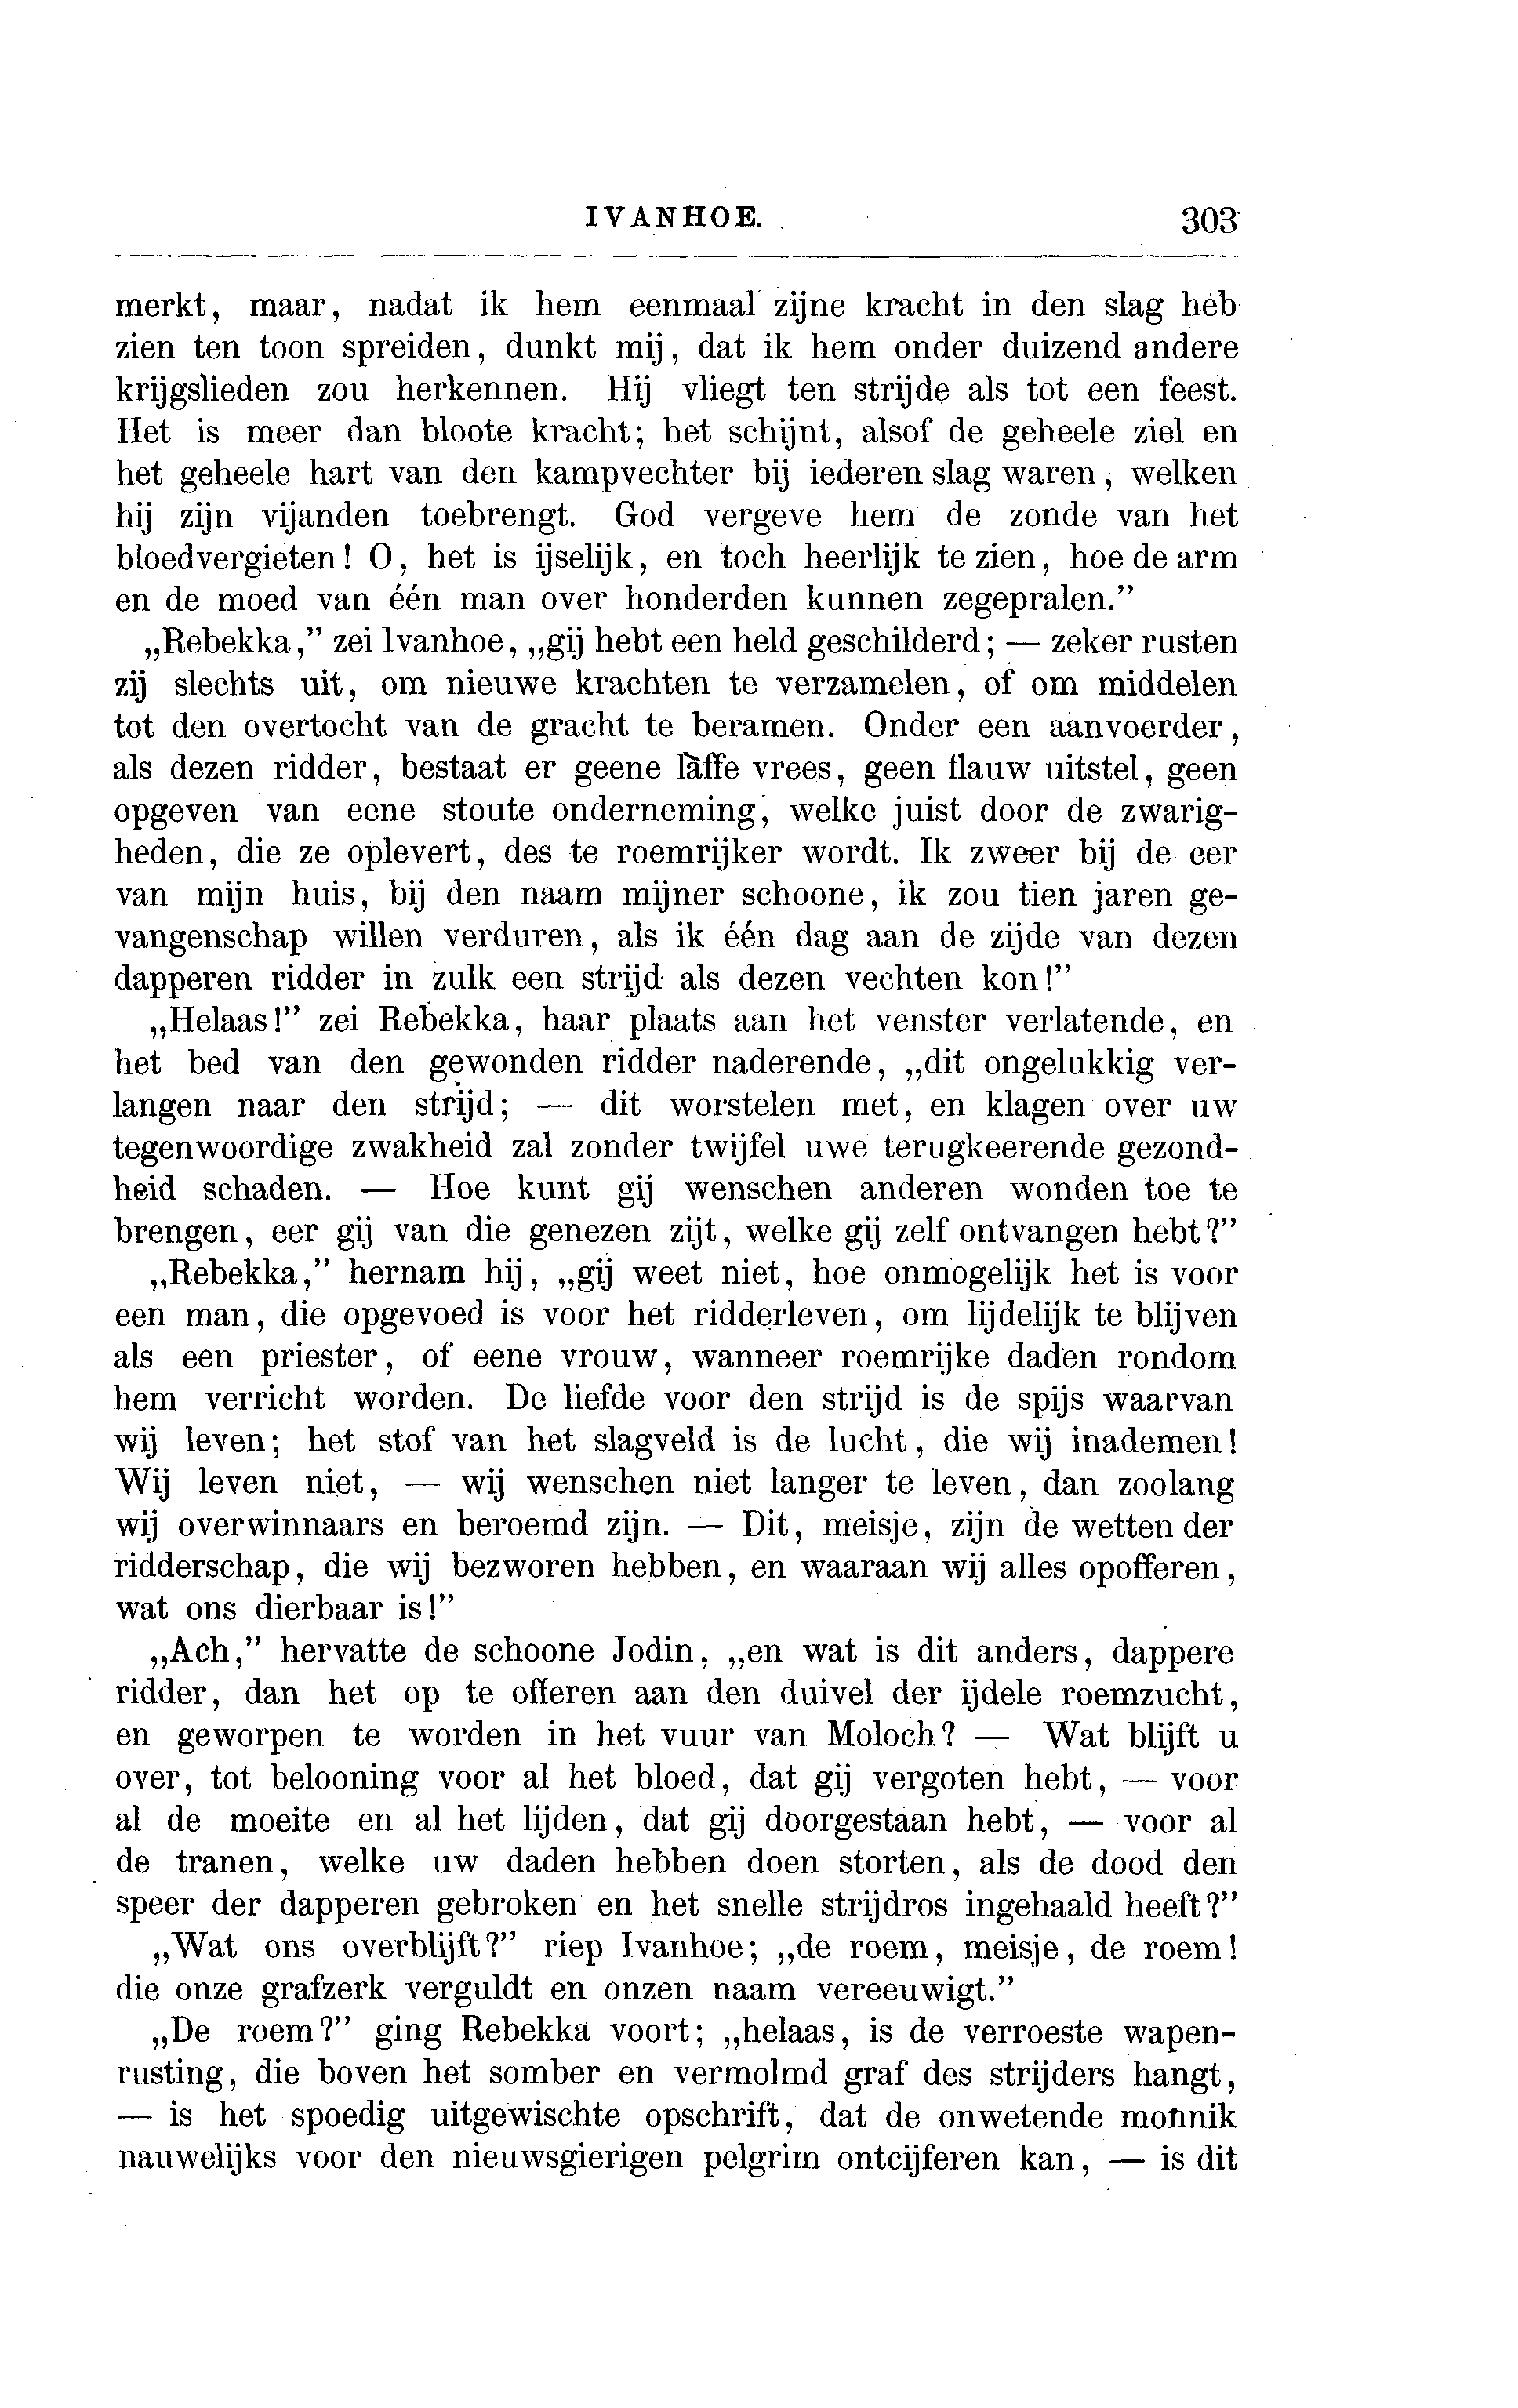 IVANHOE. 303
merkt, maar, nadat ik hem eenmaal zijne kracht in den slag heb
zien ten toon spreiden, dunkt mij, dat ik hem onder duizend andere
krijgslieden zou herkennen. Hij vliegt ten strijde als tot een feest.
Het is meer dan bloote kracht; het schijnt, alsof de geheele ziel en
het geheele hart van den kampvechter bij iederen slag waren, welken
hij zijn vijanden toebrengt. God vergeve hem de zonde van het
bloedvergieten! O, het is ijselijk, en toch heerlijk te zien, hoe de arm
en de moed van één man over honderden kunnen zegepralen.”
„Rebekka,” zei Ivanhoe, „gij hebt een held geschilderd; — zeker rusten
zij slechts uit, om nieuwe krachten te verzamelen, of om middelen
tot den overtocht van de gracht te beramen. Onder een aanvoerder,
als dezen ridder, bestaat er geene laffe vrees, geen flauw uitstel, geen
opgeven van eene stoute onderneming, welke juist door de zwarig-
heden, die ze oplevert, des te roemrijker wordt. Ik zweer bij de eer
van mijn huis, bij den naam mijner schoone, ik zou tien jaren ge-
vangenschap willen verduren, als ik één dag aan de zijde van dezen
dapperen ridder in zulk een strijd als dezen vechten kon!”
„Helaas!” zei Rebekka, haar plaats aan het venster verlatende, en
het bed van den gewonden ridder naderende, „dit ongelukkig ver-
langen naar den strijd; — dit worstelen met, en klagen over uw
tegenwoordige zwakheid zal zonder twijfel uwe terugkeerende gezond-
heid schaden. — Hoe kunt gij wenschen anderen wonden toe te
brengen, eer gij van die genezen zijt, welke gij zelf ontvangen hebt?”
„Rebekka,” hernam hij, „gij weet niet, hoe onmogelijk het is voor
een man, die opgevoed is voor het ridderleven, om lijdelijk te blijven
als een priester, of eene vrouw, wanneer roemrijke daden rondom
hem verricht worden. De liefde voor den strijd is de spijs waarvan
wij leven; het stof van het slagveld is de lucht, die wij inademen!
Wij leven niet, — wij wenschen niet langer te leven, dan zoolang
wij overwinnaars en beroemd zijn. — Dit, meisje, zijn de wetten der
ridderschap, die wij bezworen hebben, en waaraan wij alles opofferen,
wat ons dierbaar is!”
„Ach,” hervatte de schoone Jodin, „en wat is dit anders, dappere
ridder, dan het op te offeren aan den duivel der ijdele roemzucht,
en geworpen te worden in het vuur van Moloch? — Wat blijft u
over, tot belooning voor al het bloed, dat gij vergoten hebt, — voor
al de moeite en al het lijden, dat gij doorgestaan hebt, — voor al
de tranen, welke uw daden hebben doen storten, als de dood den
speer der dapperen gebroken en het snelle strijdros ingehaald heeft?”
„Wat ons overblijft?” riep Ivanhoe; „de roem, meisje, de roem!
die onze grafzerk verguldt en onzen naam vereeuwigt.”
„De roem?” ging Rebekka voort; „helaas, is de verroeste wapen-
rusting, die boven het somber en vermolmd graf des strijders hangt,
— is het spoedig uitgewischte opschrift, dat de onwetende monnik
nauwelijks voor den nieuwsgierigen pelgrim ontcijferen kan, — is dit